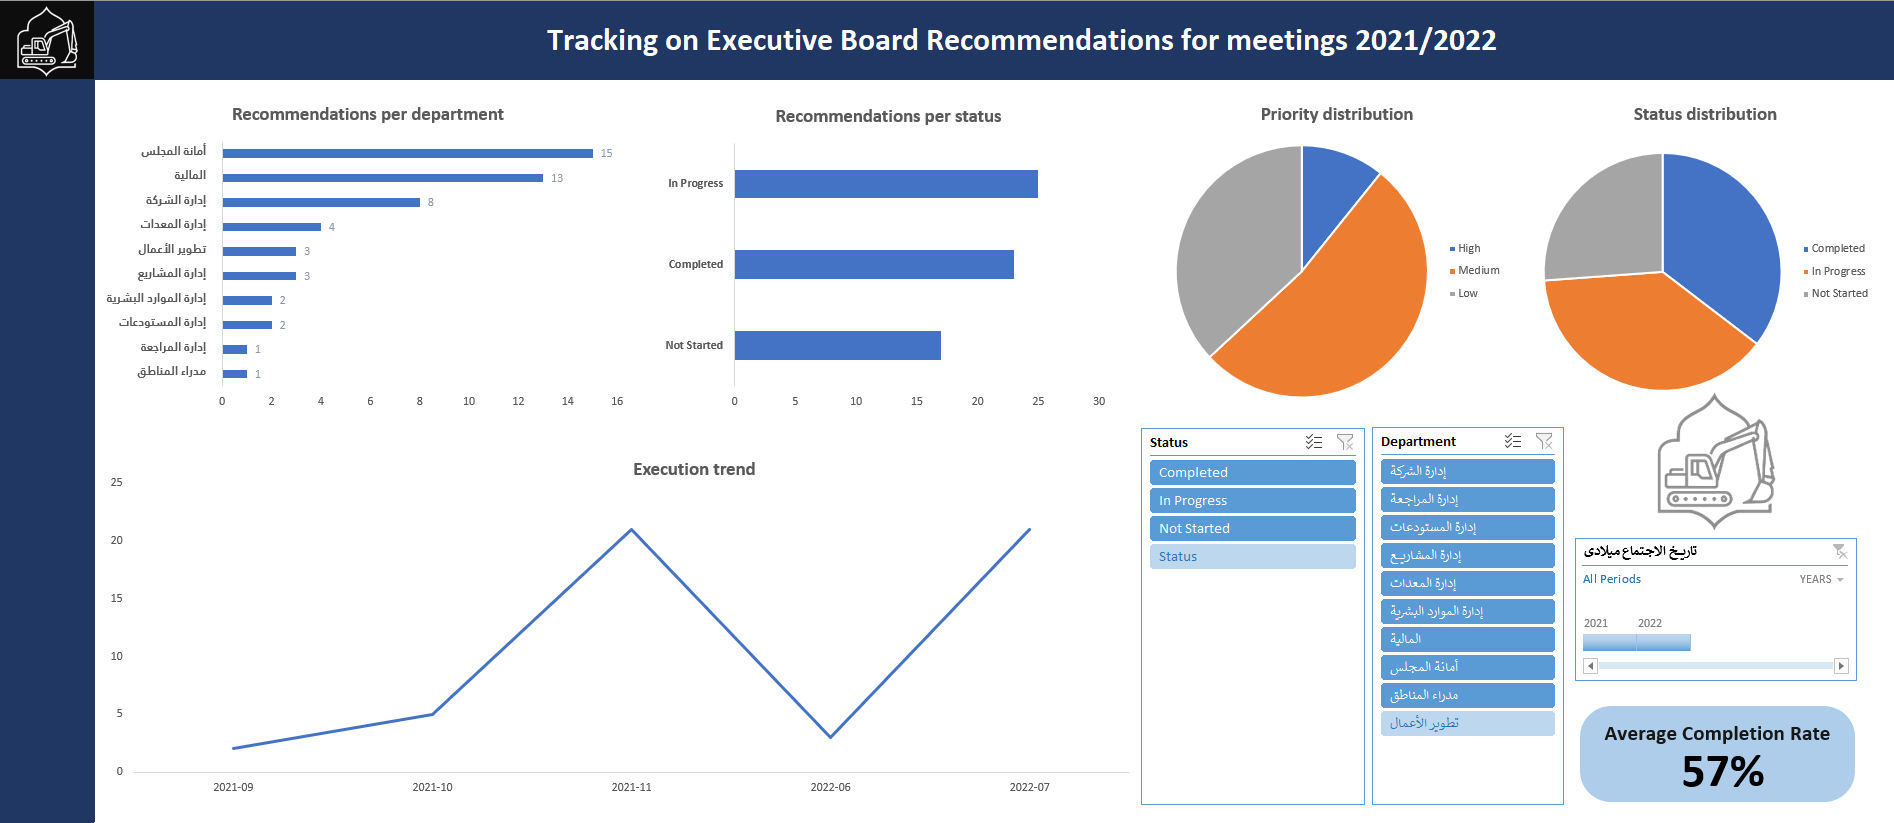 Tracking on Executive Board Recommendations for meetings 2021/2022
Recommendations per department
أمانة المجلس
15
المالية
13
إدارة الشركة
8
إدارة المعدات
4
تطوير الأعمال
3
إدارة المشاريع
3
إدارة الموارد البشرية
2
إدارة المستودعات
2
إدارة المراجعة
1
مدراء المناطق
1
0 2 4 6 8 10 12 14 16
Recommendations per status
In Progress
Completed
Not Started
0 5 10 15 20 25 30
Priority distribution
High
Medium
Low
Status distribution
Completed
In Progress
Not Started
Execution trend
25
20
15
10
5
0
2021-09 2021-10 2021-11 2022-06 2022-07
Status
Completed
In Progress
Not Started
Status
Department
إدارة الشركة
إدارة المراجعة
إدارة المستودعات
إدارة المشاريع
إدارة المعدات
إدارة الموارد البشرية
المالية
أمانة المجلس
مدراء المناطق
تطوير الأعمال
تاريخ الاجتماع ميلادى
All Periods YEARS
2021 2022
Average Completion Rate
57%